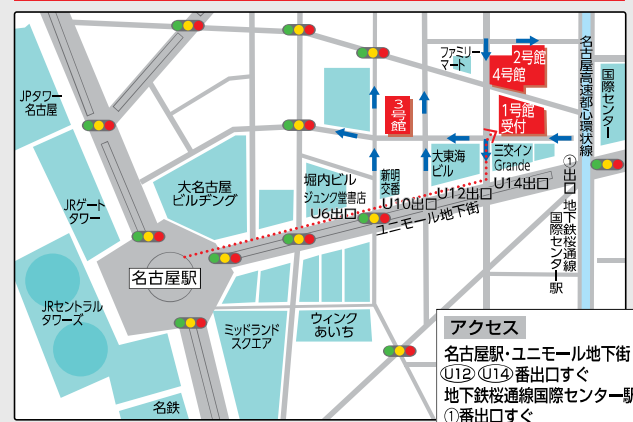 ファミリー
マート
2号館
4号館
1号館
受付
3
号
館
名古屋高速都心環状線
国際センター
JPタワー
名古屋
JRゲート
タワー
大名古屋
ビルヂング
堀内ビル
ジュンク堂書店
U6出口
新明
交番
U10出口
大東海
ビル
U12出口
三交イン
Grande
U14出口
①出口
地下鉄桜通線
国際センター駅
ユニモール地下街
名古屋駅
JRセントラル
タワーズ
ミッドランド
スクエア
ウィンク
あいち
名鉄
アクセス
名古屋駅・ユニモール地下街
U12 U14番出口すぐ
地下鉄桜通線国際センター駅
①番出口すぐ